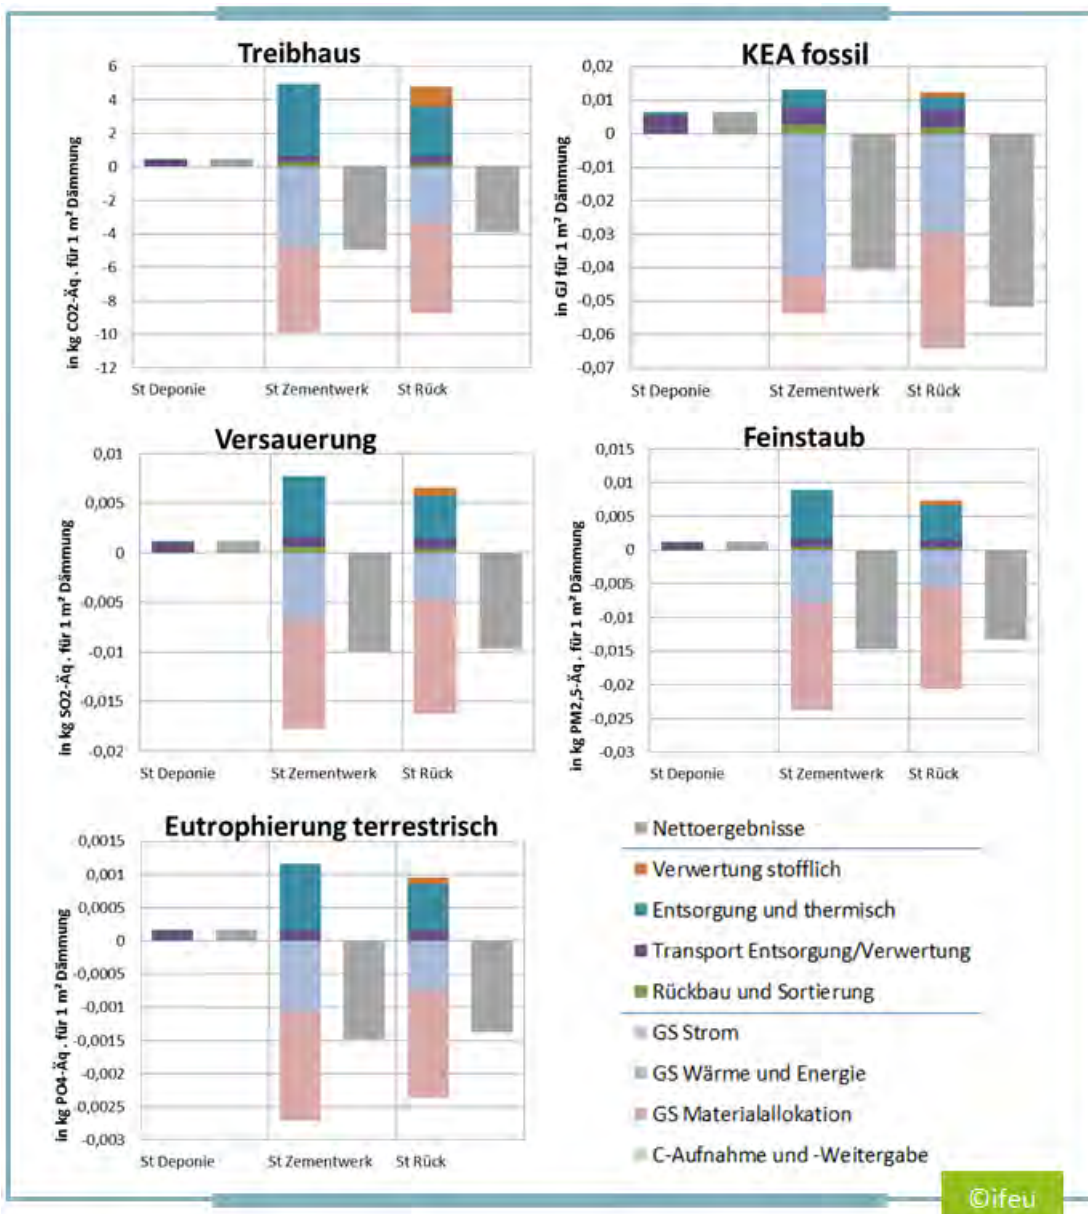 Treibhaus
in kg CO2-Äq. für 1 m² Dämmung
6
4
2
0
-2
-4
-6
-8
-10
-12
St Deponie
St Zementwerk
St Rück
KEA fossil
in GJ für 1 m² Dämmung
0,02
0,01
0
-0,01
-0,02
-0,03
-0,04
-0,05
-0,06
-0,07
St Deponie
St Zementwerk
St Rück
Versauerung
in kg SO2-Äq . für 1 m² Dämmung
0,01
0,005
0
-0,005
-0,01
-0,015
-0,02
St Deponie
St Zementwerk
St Rück
Feinstaub
in kg PM2,5-Äq. für 1 m² Dämmung
0,015
0,01
0,005
0
-0,005
-0,01
-0,015
-0,02
-0,025
-0,03
St Deponie
St Zementwerk
St Rück
Eutrophierung terrestrisch
in kg PO4-Äq . für 1 m² Dämmung
0,0015
0,001
0,0005
0
-0,0005
-0,001
-0,0015
-0,002
-0,0025
-0,003
St Deponie
St Zementwerk
St Rück
Nettoergebnisse
Verwertung stofflich
Entsorgung und thermisch
Transport Entsorgung/Verwertung
Rückbau und Sortierung
GS Strom
GS Wärme und Energie
GS Materialallokation
C-Aufnahme und -Weitergabe
©ifeu